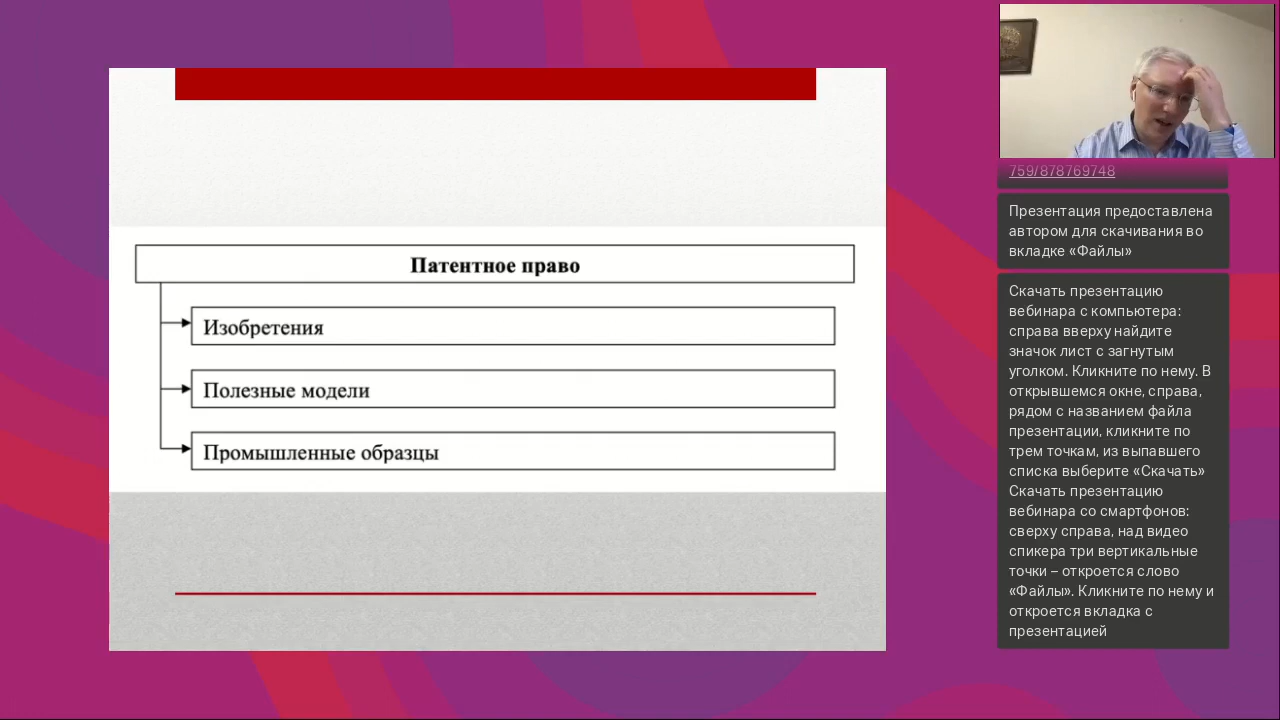 Патентное право
Изобретения
Полезные модели
Промышленные образцы
759/878769748
Презентация предоставлена
автором для скачивания во
вкладке «Файлы»
Скачать презентацию
вебинара с компьютера:
справа вверху найдите
значок лист с загнутым
уголком. Кликните по нему. В
открывшемся окне, справа,
рядом с названием файла
презентации, кликните по
трем точкам, из выпавшего
списка выберите «Скачать»
Скачать презентацию
вебинара со смартфонов:
сверху справа, над видео
спикера три вертикальные
точки – откроется слово
«Файлы». Кликните по нему и
откроется вкладка с
презентацией